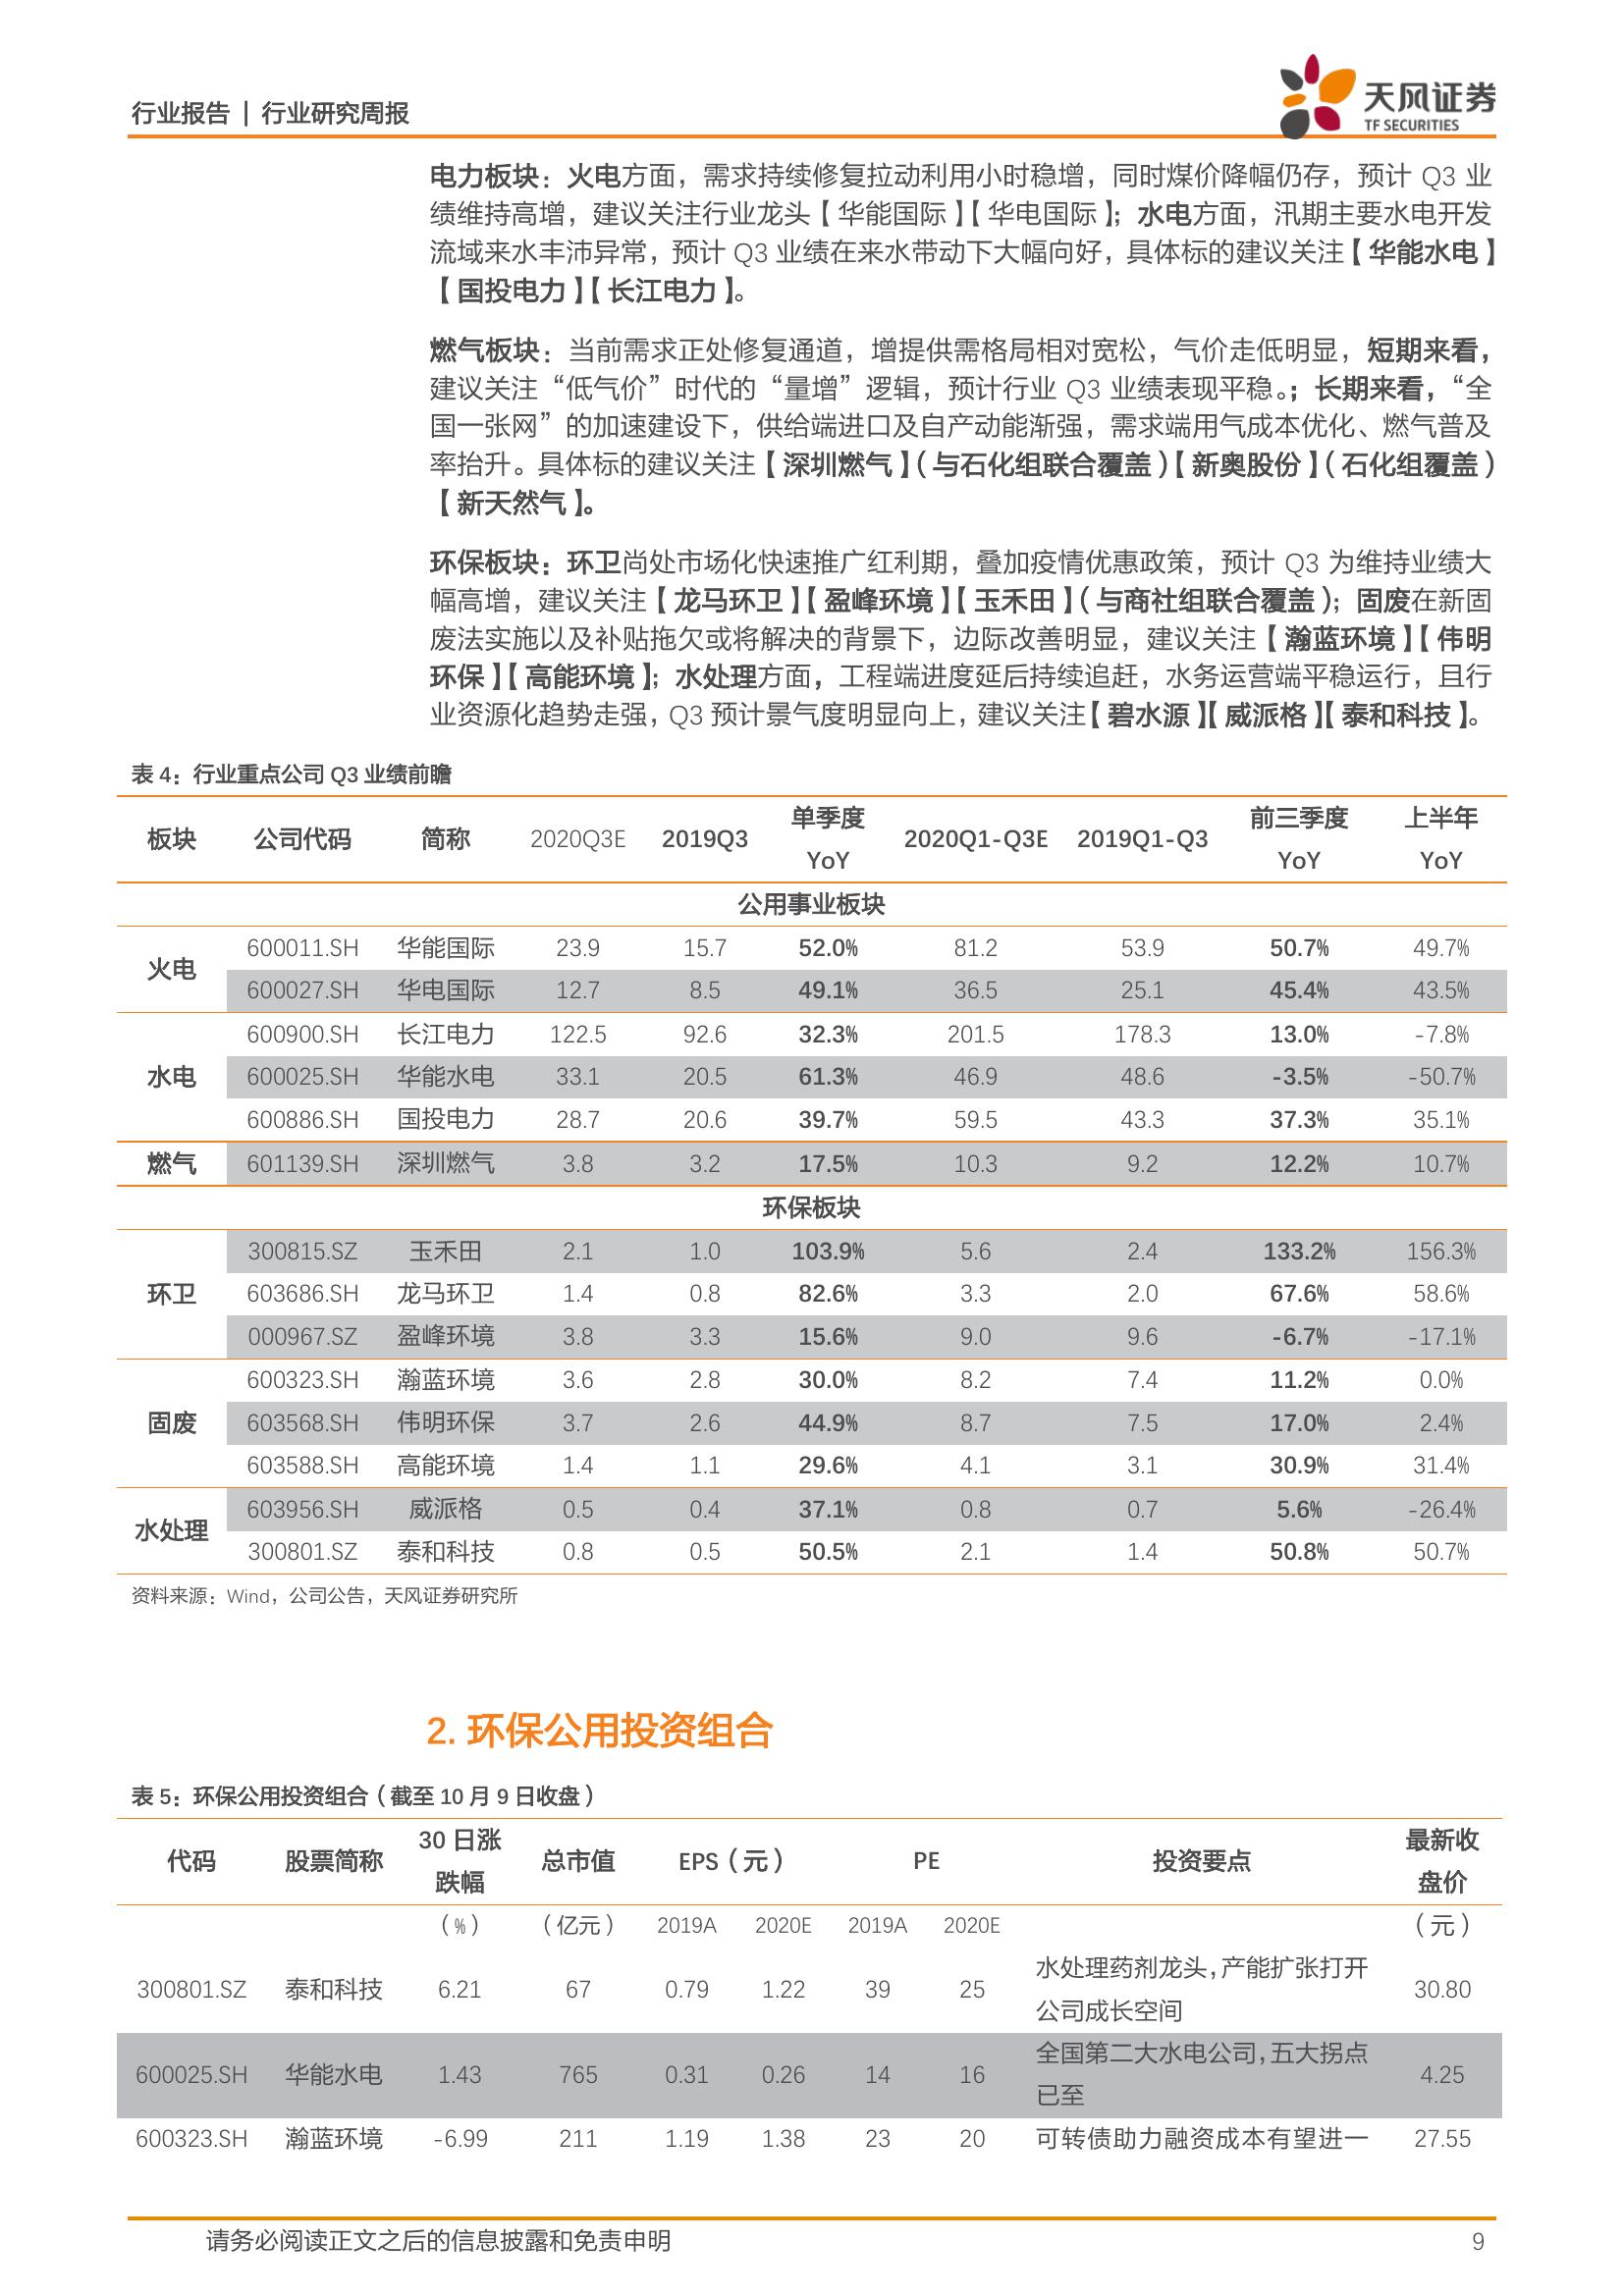 行业报告 | 行业研究周报
天风证券
TF SECURITIES
电力板块：火电方面，需求持续修复拉动利用小时稳增，同时煤价降幅仍存，预计 Q3 业
绩维持高增，建议关注行业龙头【华能国际】【华电国际】；水电方面，汛期主要水电开发
流域来水丰沛异常，预计 Q3 业绩在来水带动下大幅向好，具体标的建议关注【华能水电】
【国投电力】【长江电力】。
燃气板块：当前需求正处修复通道，增提供需格局相对宽松，气价走低明显，短期来看，
建议关注“低气价”时代的“量增”逻辑，预计行业 Q3 业绩表现平稳。；长期来看，“全
国一张网”的加速建设下，供给端进口及自产动能渐强，需求端用气成本优化、燃气普及
率抬升。具体标的建议关注【深圳燃气】（与石化组联合覆盖）【新奥股份】（石化组覆盖）
【新天然气】。
环保板块：环卫尚处市场化快速推广红利期，叠加疫情优惠政策，预计 Q3 为维持业绩大
幅高增，建议关注【龙马环卫】【盈峰环境】【玉禾田】（与商社组联合覆盖）；固废在新固
废法实施以及补贴拖欠或将解决的背景下，边际改善明显，建议关注【瀚蓝环境】【伟明
环保】【高能环境】；水处理方面，工程端进度延后持续追赶，水务运营端平稳运行，且行
业资源化趋势走强，Q3 预计景气度明显向上，建议关注【碧水源】【威派格】【泰和科技】。
表 4：行业重点公司 Q3 业绩前瞻
板块 公司代码 简称 2020Q3E 2019Q3 单季度 YoY 2020Q1-Q3E 2019Q1-Q3 前三季度 YoY 上半年 YoY
公用事业板块
火电 600011.SH 华能国际 23.9 15.7 52.0% 81.2 53.9 50.7% 49.7%
600027.SH 华电国际 12.7 8.5 49.1% 36.5 25.1 45.4% 43.5%
水电 600900.SH 长江电力 122.5 92.6 32.3% 201.5 178.3 13.0% -7.8%
600025.SH 华能水电 33.1 20.5 61.3% 46.9 48.6 -3.5% -50.7%
600886.SH 国投电力 28.7 20.6 39.7% 59.5 43.3 37.3% 35.1%
燃气 601139.SH 深圳燃气 3.8 3.2 17.5% 10.3 9.2 12.2% 10.7%
环保板块
环卫 300815.SZ 玉禾田 2.1 1.0 103.9% 5.6 2.4 133.2% 156.3%
603686.SH 龙马环卫 1.4 0.8 82.6% 3.3 2.0 67.6% 58.6%
000967.SZ 盈峰环境 3.8 3.3 15.6% 9.0 9.6 -6.7% -17.1%
固废 600323.SH 瀚蓝环境 3.6 2.8 30.0% 8.2 7.4 11.2% 0.0%
603568.SH 伟明环保 3.7 2.6 44.9% 8.7 7.5 17.0% 2.4%
603588.SH 高能环境 1.4 1.1 29.6% 4.1 3.1 30.9% 31.4%
水处理 603956.SH 威派格 0.5 0.4 37.1% 0.8 0.7 5.6% -26.4%
300801.SZ 泰和科技 0.8 0.5 50.5% 2.1 1.4 50.8% 50.7%
资料来源：Wind，公司公告，天风证券研究所
2. 环保公用投资组合
表 5：环保公用投资组合（截至 10 月 9 日收盘）
代码 股票简称 30 日涨跌幅 总市值 EPS（元） PE 投资要点 最新收盘价
（%） （亿元） 2019A 2020E 2019A 2020E （元）
300801.SZ 泰和科技 6.21 67 0.79 1.22 39 25 水处理药剂龙头，产能扩张打开 30.80
公司成长空间
600025.SH 华能水电 1.43 765 0.31 0.26 14 16 全国第二大水电公司，五大拐点 4.25
已至
600323.SH 瀚蓝环境 -6.99 211 1.19 1.38 23 20 可转债助力融资成本有望进一 27.55
请务必阅读正文之后的信息披露和免责申明 9